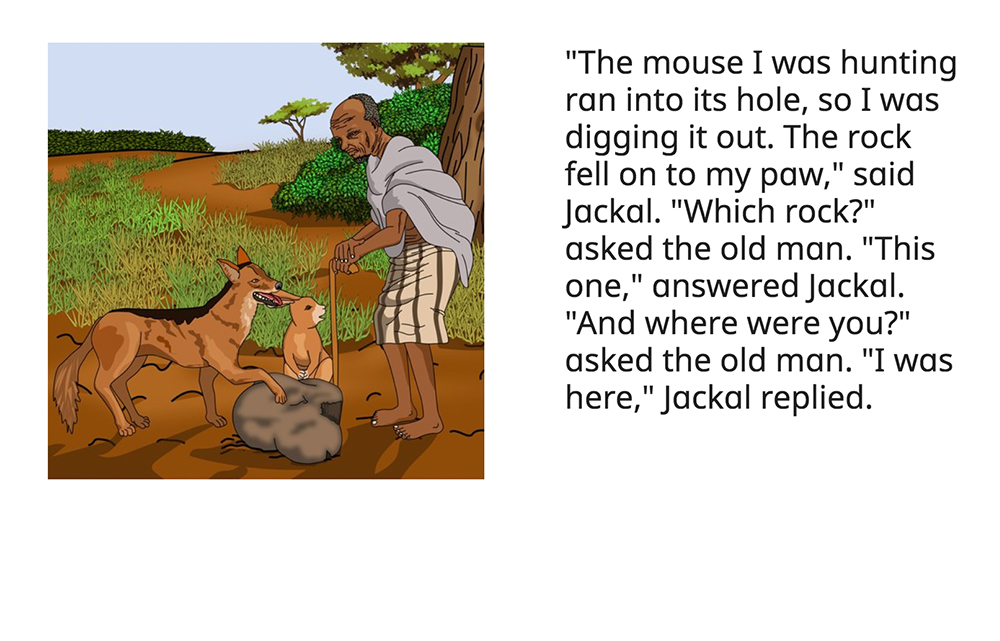 "The mouse I was hunting
ran into its hole, so I was
digging it out. The rock
fell on to my paw," said
Jackal. "Which rock?"
asked the old man. "This
one," answered Jackal.
"And where were you?"
asked the old man. "I was
here," Jackal replied.